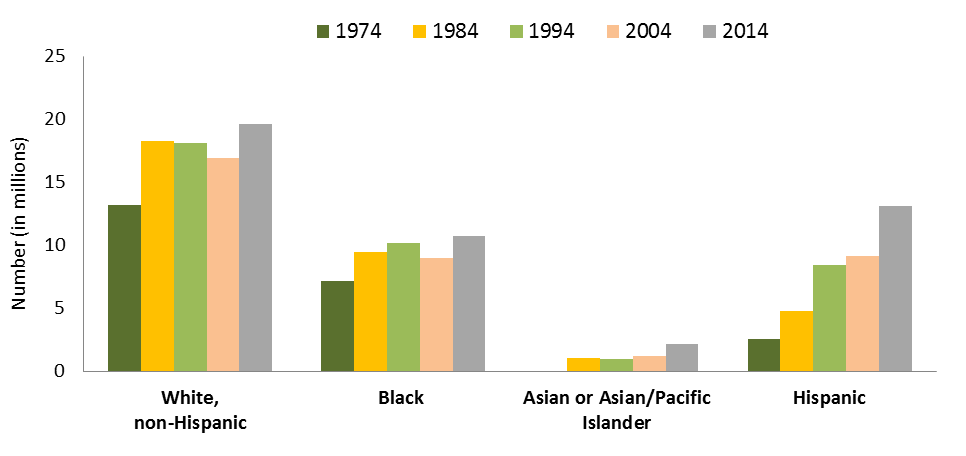 1974 1984 1994 2004 2014
Number (in millions)
25
20
15
10
5
0
White,
non-Hispanic
Black
Asian or Asian/Pacific
Islander
Hispanic